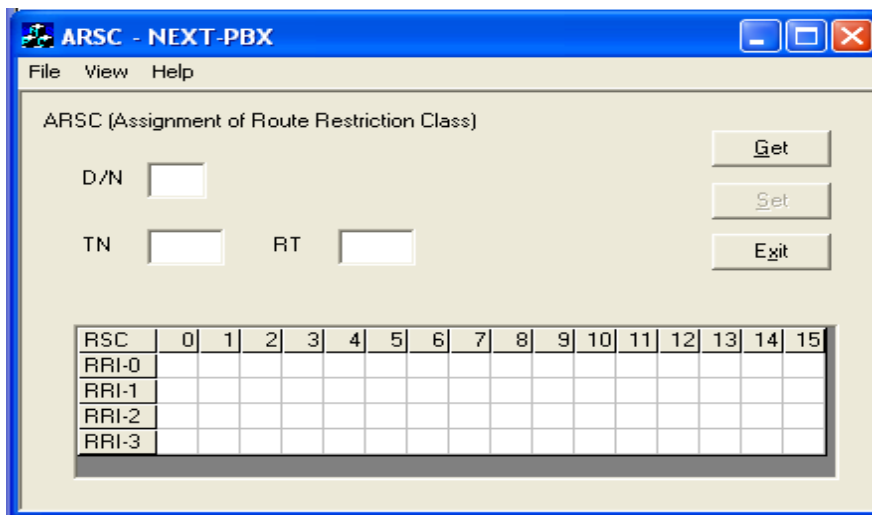 ARSC - NEXT-PBX
File View Help
ARSC (Assignment of Route Restriction Class)
Get
D/N
Set
TN RT
Exit
RSC 0 1 2 3 4 5 6 7 8 9 10 11 12 13 14 15
RRI-0
RRI-1
RRI-2
RRI-3